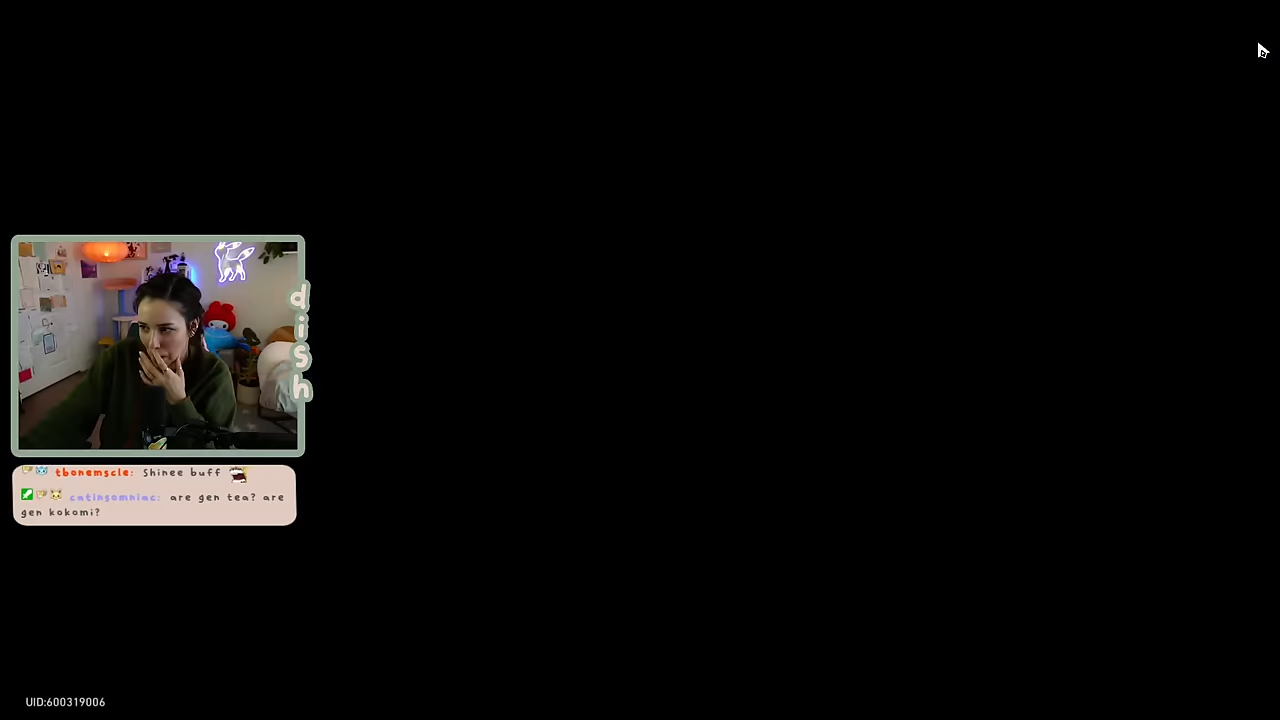 dish
tbonemscle: Shinee buff
catinsomniac: are gen tea? are
gen kokomi?
UID:600319006